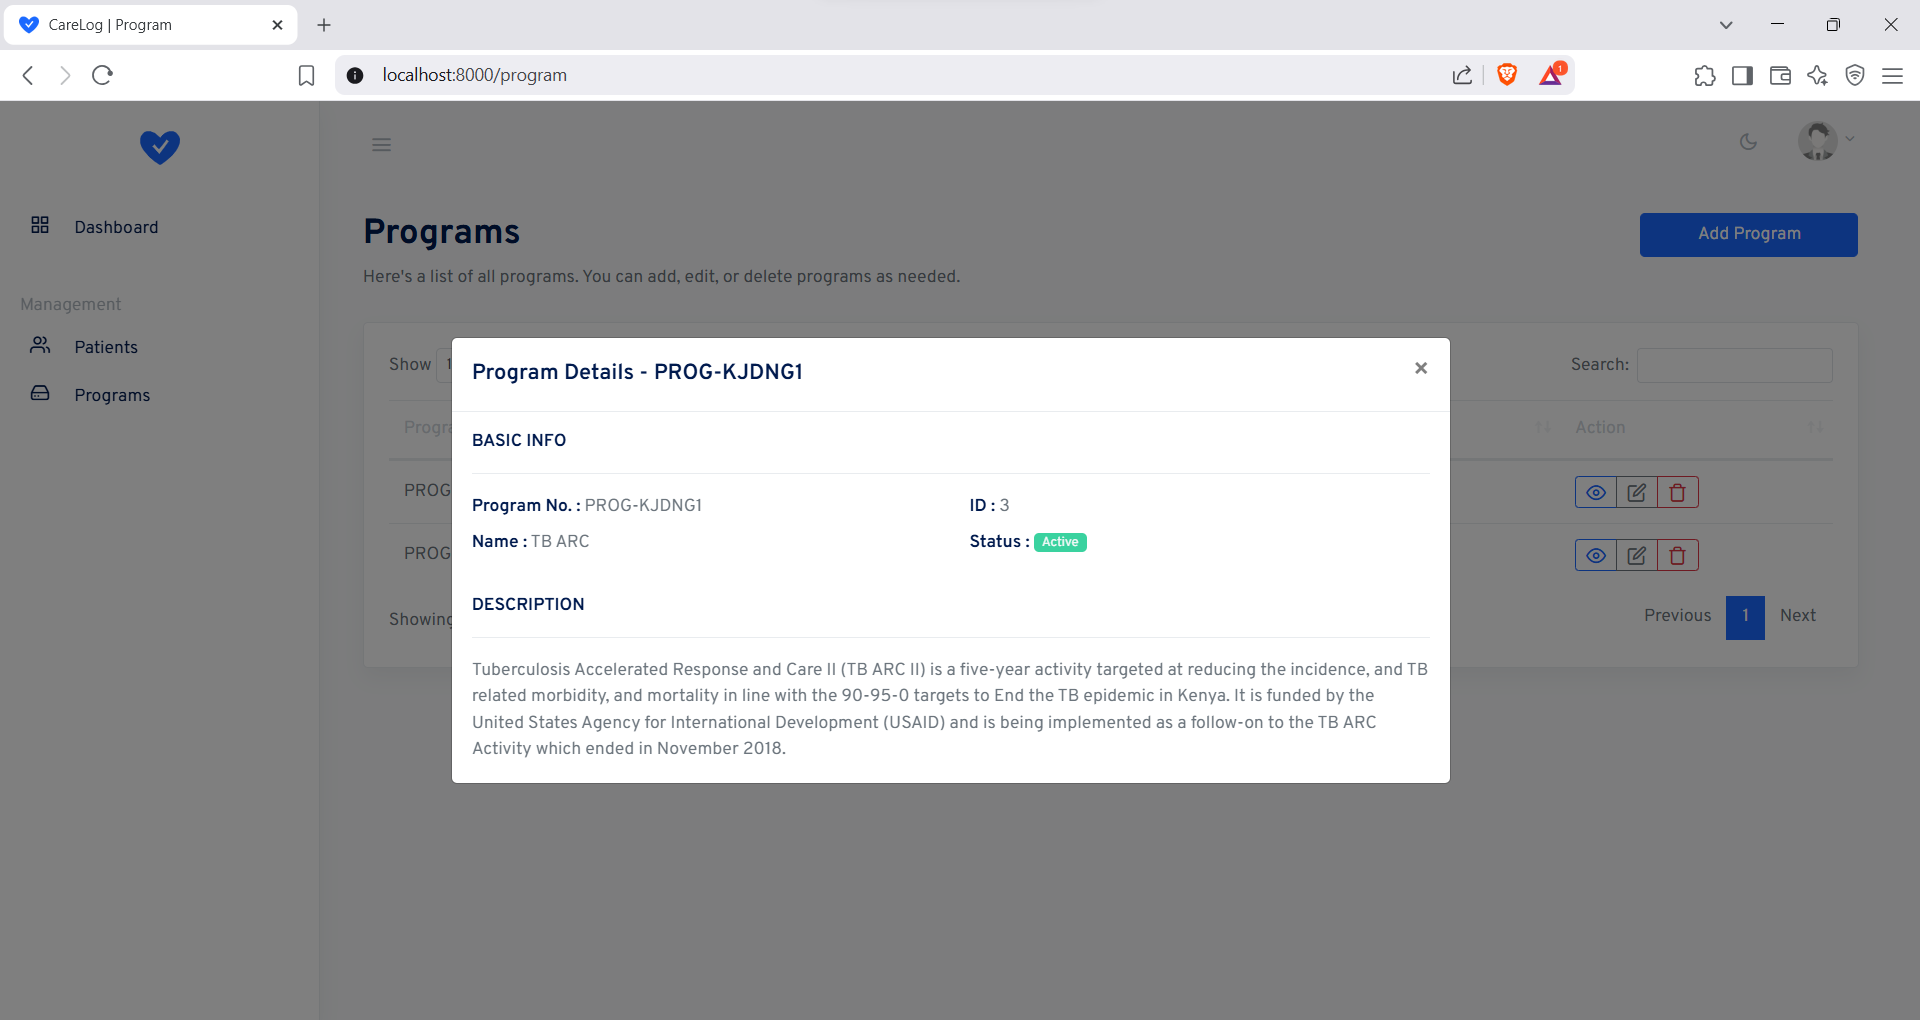 CareLog | Program
localhost:8000/program
1
Dashboard
Management
Patients
Programs
Programs
Add Program
Here's a list of all programs. You can add, edit, or delete programs as needed.
Show
Search:
Action
PROG
PROG
Showing
Previous 1 Next
Program Details - PROG-KJDNG1
×
BASIC INFO
Program No. : PROG-KJDNG1
ID : 3
Name : TB ARC
Status : Active
DESCRIPTION
Tuberculosis Accelerated Response and Care II (TB ARC II) is a five-year activity targeted at reducing the incidence, and TB
related morbidity, and mortality in line with the 90-95-0 targets to End the TB epidemic in Kenya. It is funded by the
United States Agency for International Development (USAID) and is being implemented as a follow-on to the TB ARC
Activity which ended in November 2018.